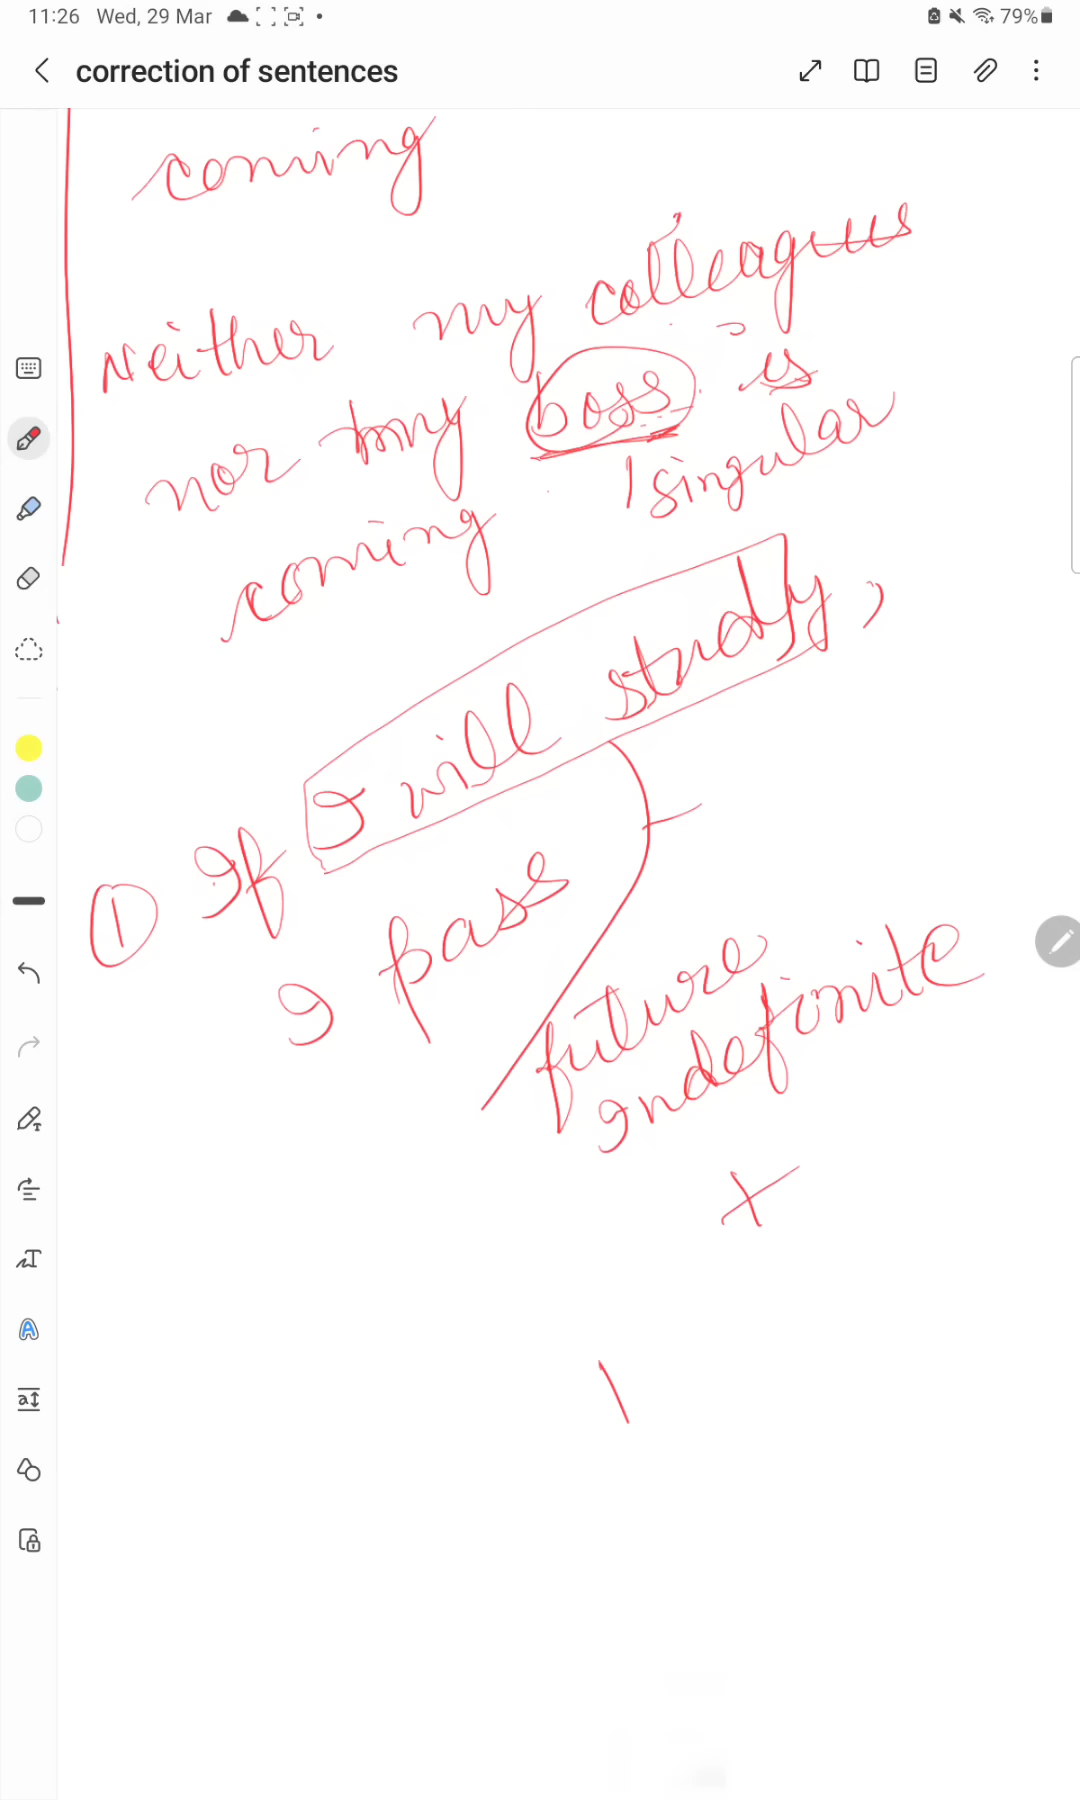 11:26 Wed, 29 Mar 79%
correction of sentences
coming
Neither my colleagues
nor my boss is
singular
coming
① If I will study,
I pass
future
Indefinite
+